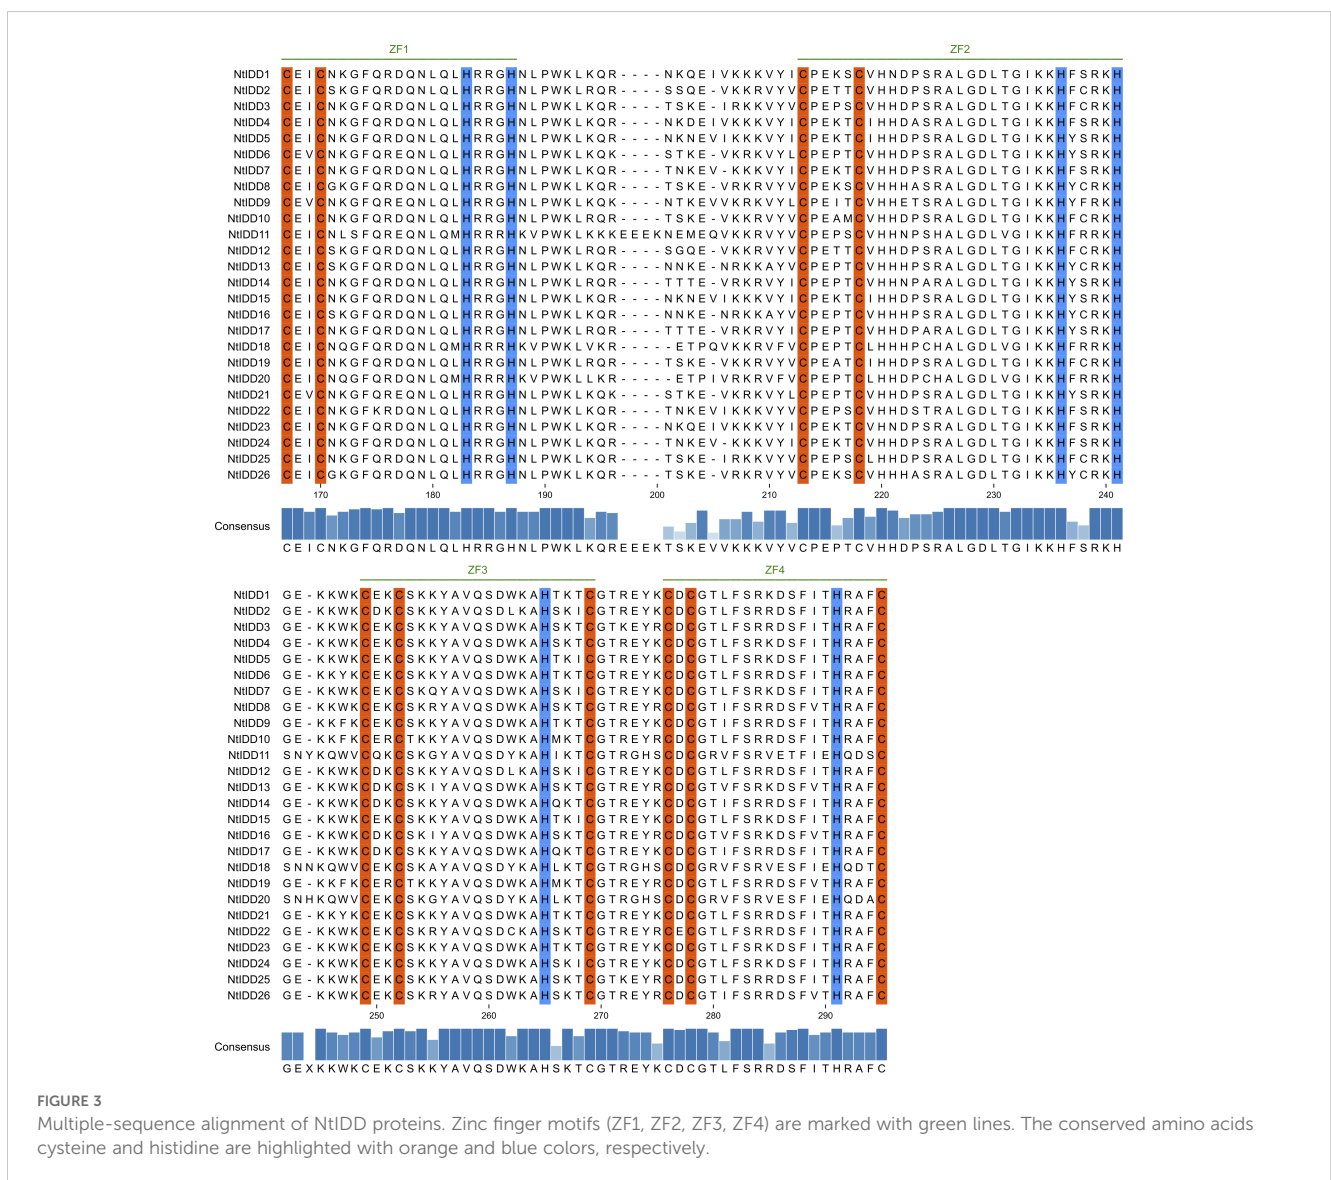 ZF1 ZF2
NtIDD1 CEICNKGFQRDQNLQLHRRGHNLPWKLKQR----NKQEIVKKKVYICPEKSCVHNDPSRALGDLTGIKKHFSRKH
NtIDD2 CEICSKGFQRDQNLQLHRRGHNLPWKLRQR----SSQE-VKKRVYVCPETTCVHHDPSRALGDLTGIKKHFCRKH
NtIDD3 CEICNKGFQRDQNLQLHRRGHNLPWKLKQR----TSKE-IRKKVYVCPEPSCVHHDPSRALGDLTGIKKHFCRKH
NtIDD4 CEICNKGFQRDQNLQLHRRGHNLPWKLKQR----NKDEIVKKKVYICPEKTCIHHDASRALGDLTGIKKHFSRKH
NtIDD5 CEICNKGFQRDQNLQLHRRGHNLPWKLKQR----NKNEVIKKKVYICPEKTCIHHDPSRALGDLTGIKKHYSRKH
NtIDD6 CEVCNKGFQREQNLQLHRRGHNLPWKLKQK----STKE-VKRKVYLCPEPTCVHHDPSRALGDLTGIKKHYSRKH
NtIDD7 CEICNKGFQRDQNLQLHRRGHNLPWKLKQR----TNKEV-KKKVYICPEKTCVHHDPSRALGDLTGIKKHFSRKH
NtIDD8 CEICGKGFQRDQNLQLHRRGHNLPWKLKQR----TSKE-VRKRVYVCPEKSCVHHHASRALGDLTGIKKHYCRKH
NtIDD9 CEVCNKGFQREQNLQLHRRGHNLPWKLKQK----NTKEVVKRKVYLCPEITCVHHETSRALGDLTGIKKHYFRKH
NtIDD10 CEICNKGFQRDQNLQLHRRGHNLPWKLKQR----TSKE-VKKRVYVCPEAMCVHHDPSRALGDLTGIKKHFCRKH
NtIDD11 CEICNLSFQREQNLQMHRRRHKVPWKLKKKEEEKNEMEQVKKRVYVCPEPSCVHHNPSHALGDLVGIKKHFRRKH
NtIDD12 CEICSKGFQRDQNLQLHRRGHNLPWKLRQR----SGQE-VKKRVYVCPETTCVHHDPSRALGDLTGIKKHFCRKH
NtIDD13 CEICSKGFQRDQNLQLHRRGHNLPWKLKQR----NNKE-NRKKAYVCPEPTCVHHHPSRALGDLTGIKKHYCRKH
NtIDD14 CEICNKGFQRDQNLQLHRRGHNLPWKLKQR----TTTE-VRKRVYVCPEPTCVHHNPARALGDLTGIKKHYSRKH
NtIDD15 CEICNKGFQRDQNLQLHRRGHNLPWKLKQR----NKNEVIKKKVYICPEKTCIHHDPSRALGDLTGIKKHYSRKH
NtIDD16 CEICSKGFQRDQNLQLHRRGHNLPWKLKQR----NNKE-NRKKAYVCPEPTCVHHHPSRALGDLTGIKKHYCRKH
NtIDD17 CEICNKGFQRDQNLQLHRRGHNLPWKLRQR----TTTE-VRKRVYICPEPTCVHHDPARALGDLTGIKKHYSRKH
NtIDD18 CEICNQGFQRDQNLQMHRRRHKVPWKLVKR-----ETPQVRKRVFVCPEPTCLHHHPCHALGDLVGIKKHFRRKH
NtIDD19 CEICNKGFQRDQNLQLHRRGHNLPWKLRQR----TSKE-VKKRVYVCPEATCIHHDPSRALGDLTGIKKHFCRKH
NtIDD20 CEICNQGFQRDQNLQMHRRRHKVPWKLLKR-----ETPIVRKRVFVCPEPTCLHHDPCHALGDLVGIKKHFRRKH
NtIDD21 CEVCNKGFQREQNLQLHRRGHNLPWKLKQK----STKE-VKRKVYLCPEPTCVHHDPSRALGDLTGIKKHYSRKH
NtIDD22 CEICNKGFKRDQNLQLHRRGHNLPWKLKQR----TNKEVIKKKVYVCPEPSCVHHDSTRALGDLTGIKKHFSRKH
NtIDD23 CEICNKGFQRDQNLQLHRRGHNLPWKLKQR----NKQEIVKKKVYICPEKTCVHNDPSRALGDLTGIKKHFSRKH
NtIDD24 CEICNKGFQRDQNLQLHRRGHNLPWKLKQR----TNKEV-KKKVYICPEKTCVHHDPSRALGDLTGIKKHFSRKH
NtIDD25 CEICNKGFQRDQNLQLHRRGHNLPWKLKQR----TSKE-IRKKVYVCPEPSCLHHDPSRALGDLTGIKKHFCRKH
NtIDD26 CEICGKGFQRDQNLQLHRRGHNLPWKLKQR----TSKE-VRKRVYVCPEKSCVHHHASRALGDLTGIKKHYCRKH
170 180 190 200 210 220 230 240
Consensus
CEICNKGFQRDQNLQLHRRGHNLPWKLKQREEEKTSKEVVKKKVYVCPEPTCVHHDPSRALGDLTGIKKHFSRKH
ZF3 ZF4
NtIDD1 GE-KKWKCEKCSKKYAVQSDWKAHTKTCGTREYKCDCGTLFSRKDSFITHRAFC
NtIDD2 GE-KKWKCDKCSKKYAVQSDLKAHSKTCGTREYKCDCGTLFSRRDSFITHRAFC
NtIDD3 GE-KKWKCEKCSKKYAVQSDWKAHSKTCGTKEYRCDCGTLFSRRDSFITHRAFC
NtIDD4 GE-KKWKCEKCSKKYAVQSDWKAHSKTCGTREYKCDCGTLFSRKDSFITHRAFC
NtIDD5 GE-KKWKCEKCSKKYAVQSDWKAHTKICGTREYKCDCGTLFSRKDSFITHRAFC
NtIDD6 GE-KKYKCEKCSKKYAVQSDWKAHTKTCGTREYKCDCGTLFSRRDSFITHRAFC
NtIDD7 GE-KKWKCEKCSKQYAVQSDWKAHSKICGTREYKCDCGTLFSRRDSFITHRAFC
NtIDD8 GE-KKWKCEKCSKRYAVQSDWKAHSKTCGTREYRCDCGTIFSRRDSFVTHRAFC
NtIDD9 GE-KKFKCEKCSKKYAVQSDWKAHTKTCGTREYKCDCGTIFSRRDSFITHRAFC
NtIDD10 GE-KKFKCERCTKKYAVQSDWKAHMKTCGTREYRCDCGTLFSRRDSFITHRAFC
NtIDD11 SNYKQWVCQKCSKGYAVQSDYKAHIKTCGTRGHSCDCGRVFSRVETFIEHQDSC
NtIDD12 GE-KKWKCDKCSKKYAVQSDLKAHSKICGTREYKCDCGTLFSRRDSFITHRAFC
NtIDD13 GE-KKWKCDKCSKIYAVQSDWKAHSKTCGTREYRCDCGTVFSRKDSFVTHRAFC
NtIDD14 GE-KKWKCDKCSKKYAVQSDWKAHQKTCGTREYKCDCGTIFSRRDSFITHRAFC
NtIDD15 GE-KKWKCEKCSKKYAVQSDWKAHTKICGTREYKCDCGTLFSRRDSFITHRAFC
NtIDD16 GE-KKWKCDKCSKIYAVQSDWKAHSKTCGTREYRCDCGTVFSRKDSFVTHRAFC
NtIDD17 GE-KKWKCDKCSKKYAVQSDWKAHQKTCGTREYKCDCGTIFSRRDSFITHRAFC
NtIDD18 SNNKQWVCEKCSKAYAVQSDYKAHLKTCGTRGHSCDCGRVFSRVESFIEHQDTC
NtIDD19 GE-KKFKCERCTKKYAVQSDWKAHMKTCGTREYRCDCGTLFSRRDSFVTHRAFC
NtIDD20 SNHKQWVCEKCSKGYAVQSDYKAHLKTCGTRGHSCDCGRVFSRVESFIEHQDAC
NtIDD21 GE-KKYKCEKCSKKYAVQSDWKAHTKTCGTREYKCDCGTLFSRRDSFITHRAFC
NtIDD22 GE-KKWKCEKCSKRYAVQSDCKAHSKTCGTREYRCECGTLFSRRDSFITHRAFC
NtIDD23 GE-KKWKCEKCSKKYAVQSDWKAHTKTCGTREYKCDCGTLFSRKDSFITHRAFC
NtIDD24 GE-KKWKCEKCSKKYAVQSDWKAHSKICGTREYKCDCGTLFSRKDSFITHRAFC
NtIDD25 GE-KKWKCEKCSKKYAVQSDWKAHSKTCGTKEYRCDCGTLFSRRDSFITHRAFC
NtIDD26 GE-KKWKCEKCSKRYAVQSDWKAHSKTCGTREYRCDCGTIFSRRDSFVTHRAFC
250 260 270 280 290
Consensus
GEXKKWKCEKCSKKYAVQSDWKAHSKTCGTREYKCDCGTLFSRRDSFITHRAFC
FIGURE 3
Multiple-sequence alignment of NtIDD proteins. Zinc finger motifs (ZF1, ZF2, ZF3, ZF4) are marked with green lines. The conserved amino acids
cysteine and histidine are highlighted with orange and blue colors, respectively.